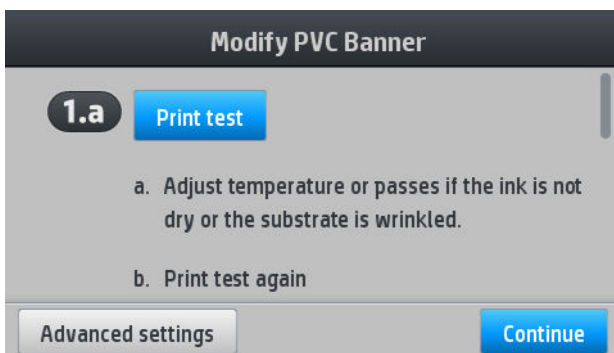 Modify PVC Banner
1.a Print test
a. Adjust temperature or passes if the ink is not
dry or the substrate is wrinkled.
b. Print test again
Advanced settings Continue